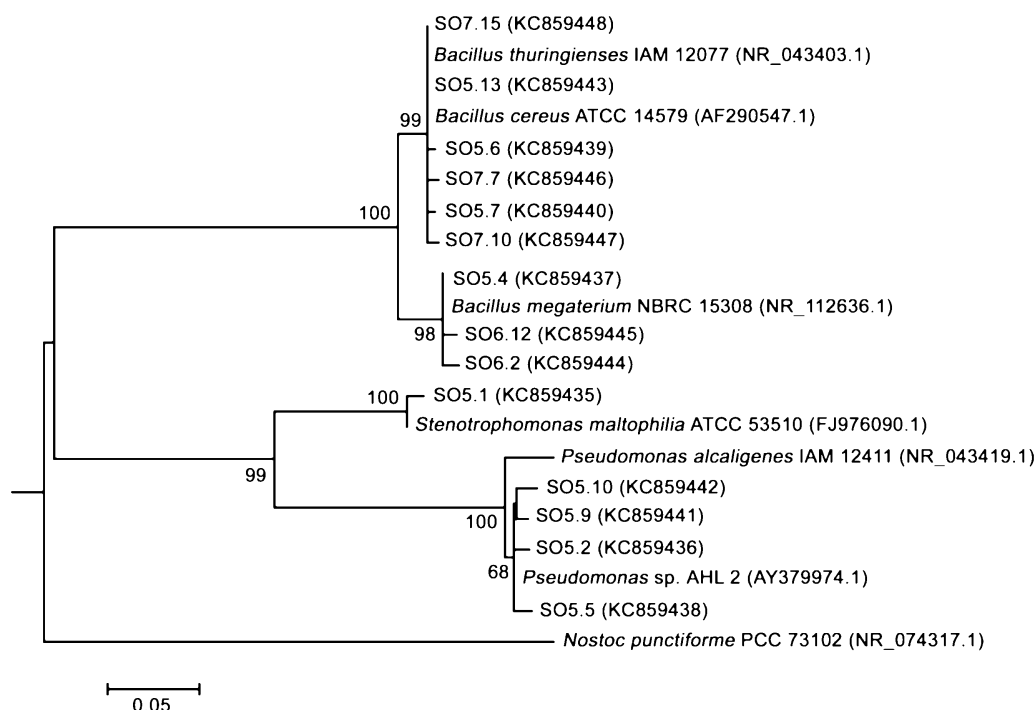 SO7.15 (KC859448)
Bacillus thuringienses IAM 12077 (NR_043403.1)
SO5.13 (KC859443)
99
Bacillus cereus ATCC 14579 (AF290547.1)
SO5.6 (KC859439)
SO7.7 (KC859446)
100
SO5.7 (KC859440)
SO7.10 (KC859447)
SO5.4 (KC859437)
Bacillus megaterium NBRC 15308 (NR_112636.1)
98
SO6.12 (KC859445)
SO6.2 (KC859444)
100
SO5.1 (KC859435)
Stenotrophomonas maltophilia ATCC 53510 (FJ976090.1)
Pseudomonas alcaligenes IAM 12411 (NR_043419.1)
99
SO5.10 (KC859442)
100
SO5.9 (KC859441)
SO5.2 (KC859436)
68
Pseudomonas sp. AHL 2 (AY379974.1)
SO5.5 (KC859438)
Nostoc punctiforme PCC 73102 (NR_074317.1)
0.05